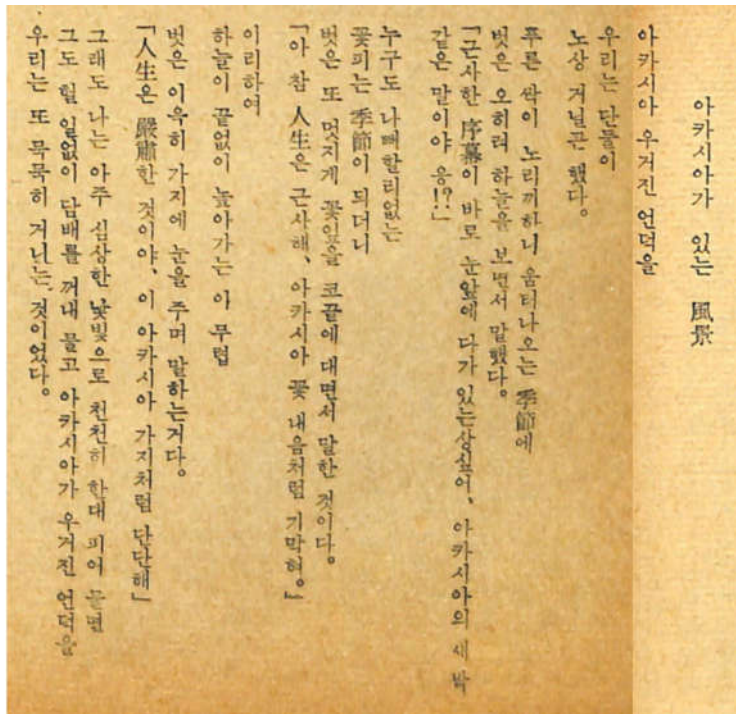 아카시아가 있는 風景
아카시아 우거진 언덕을
우리는 단둘이
노상 거닐곤 했다。
푸른 싹이 노리끼하니 움터나오는 季節에
벗은 오히려 하늘을 보면서 말했다。
「근사한 序幕이 바로 눈앞에 다가 있는상싶어、아카시아의 새 싹
같은 말이야 응!?」
누구도 나빼할리없는
꽃피는 季節이 되더니
벗은 또 멋지게 꽃잎을 코끝에 대면서 말한 것이다。
「아 참 人生은 근사해、아카시아 꽃 내음처럼 기막혀。」
이리하여
하늘이 끝없이 높아가는 이 무렵
벗은 이윽히 가지에 눈을 주며 말하는거다。
「人生은 嚴肅한 것이야、이 아카시아 가지처럼 단단해」
그래도 나는 아주 심상한 낯빛으로 천천히 한대 피어 물면
그도 헐 일없이 담배를 꺼내 물고 아카시아가 우거진 언덕을
우리는 또 묵묵히 거니는 것이었다。